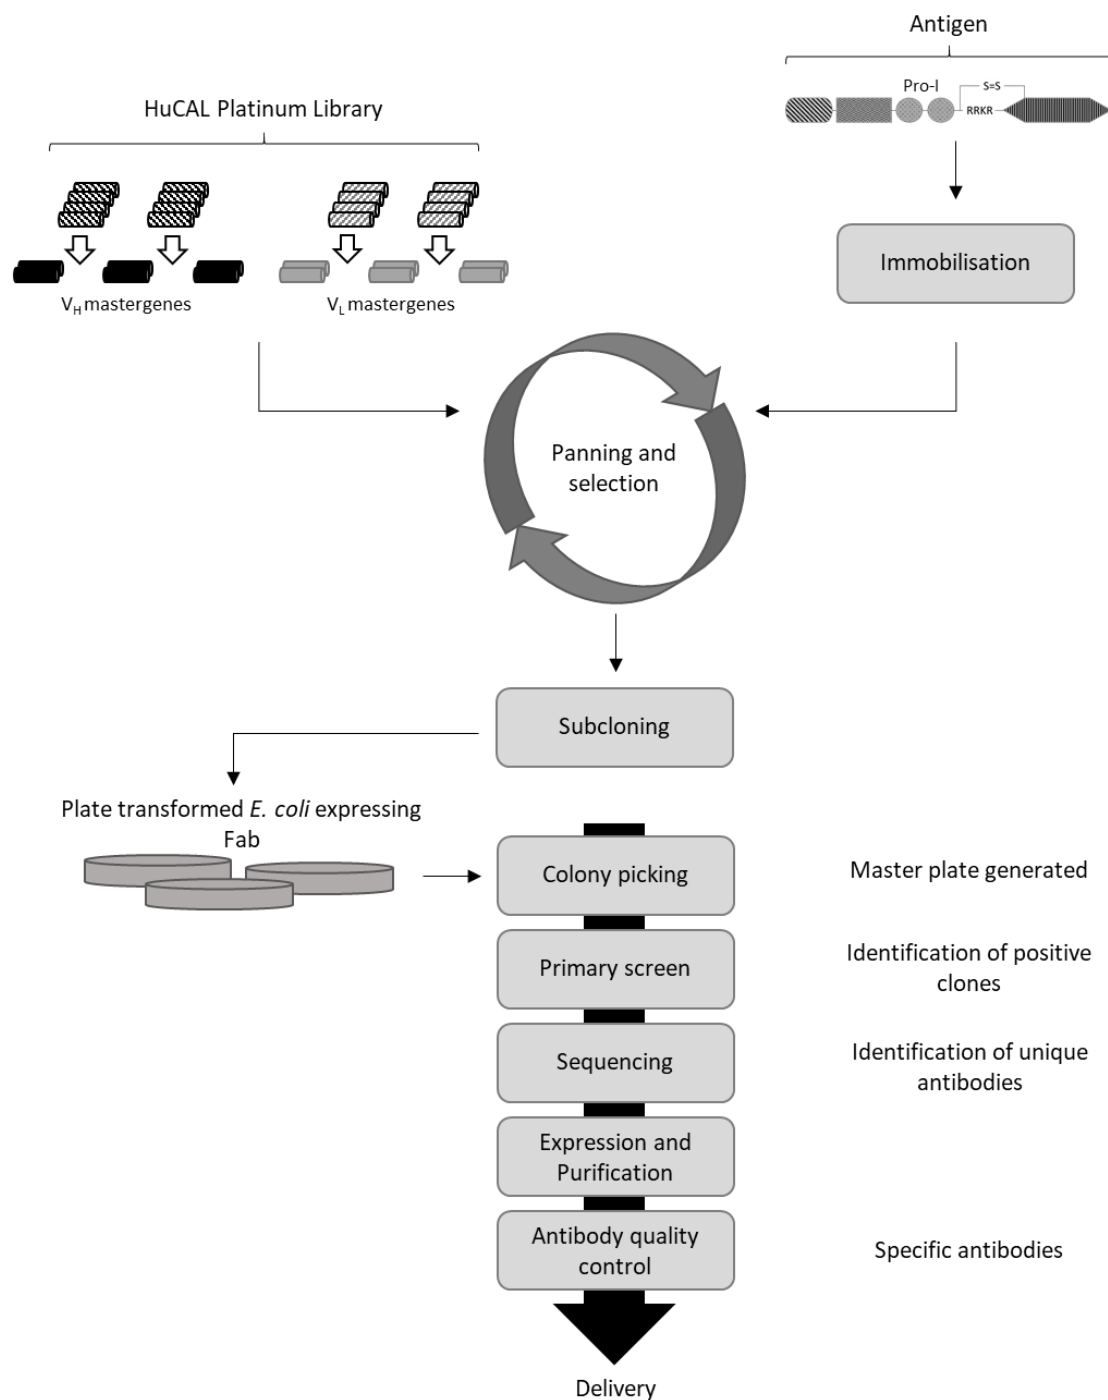 Antigen
Pro-I
S=S
RRKR
HuCAL Platinum Library
Immobilisation
VH mastergenes
VL mastergenes
Panning and
selection
Subcloning
Plate transformed E. coli expressing
Fab
Colony picking
Master plate generated
Primary screen
Identification of positive
clones
Sequencing
Identification of unique
antibodies
Expression and
Purification
Antibody quality
control
Specific antibodies
Delivery